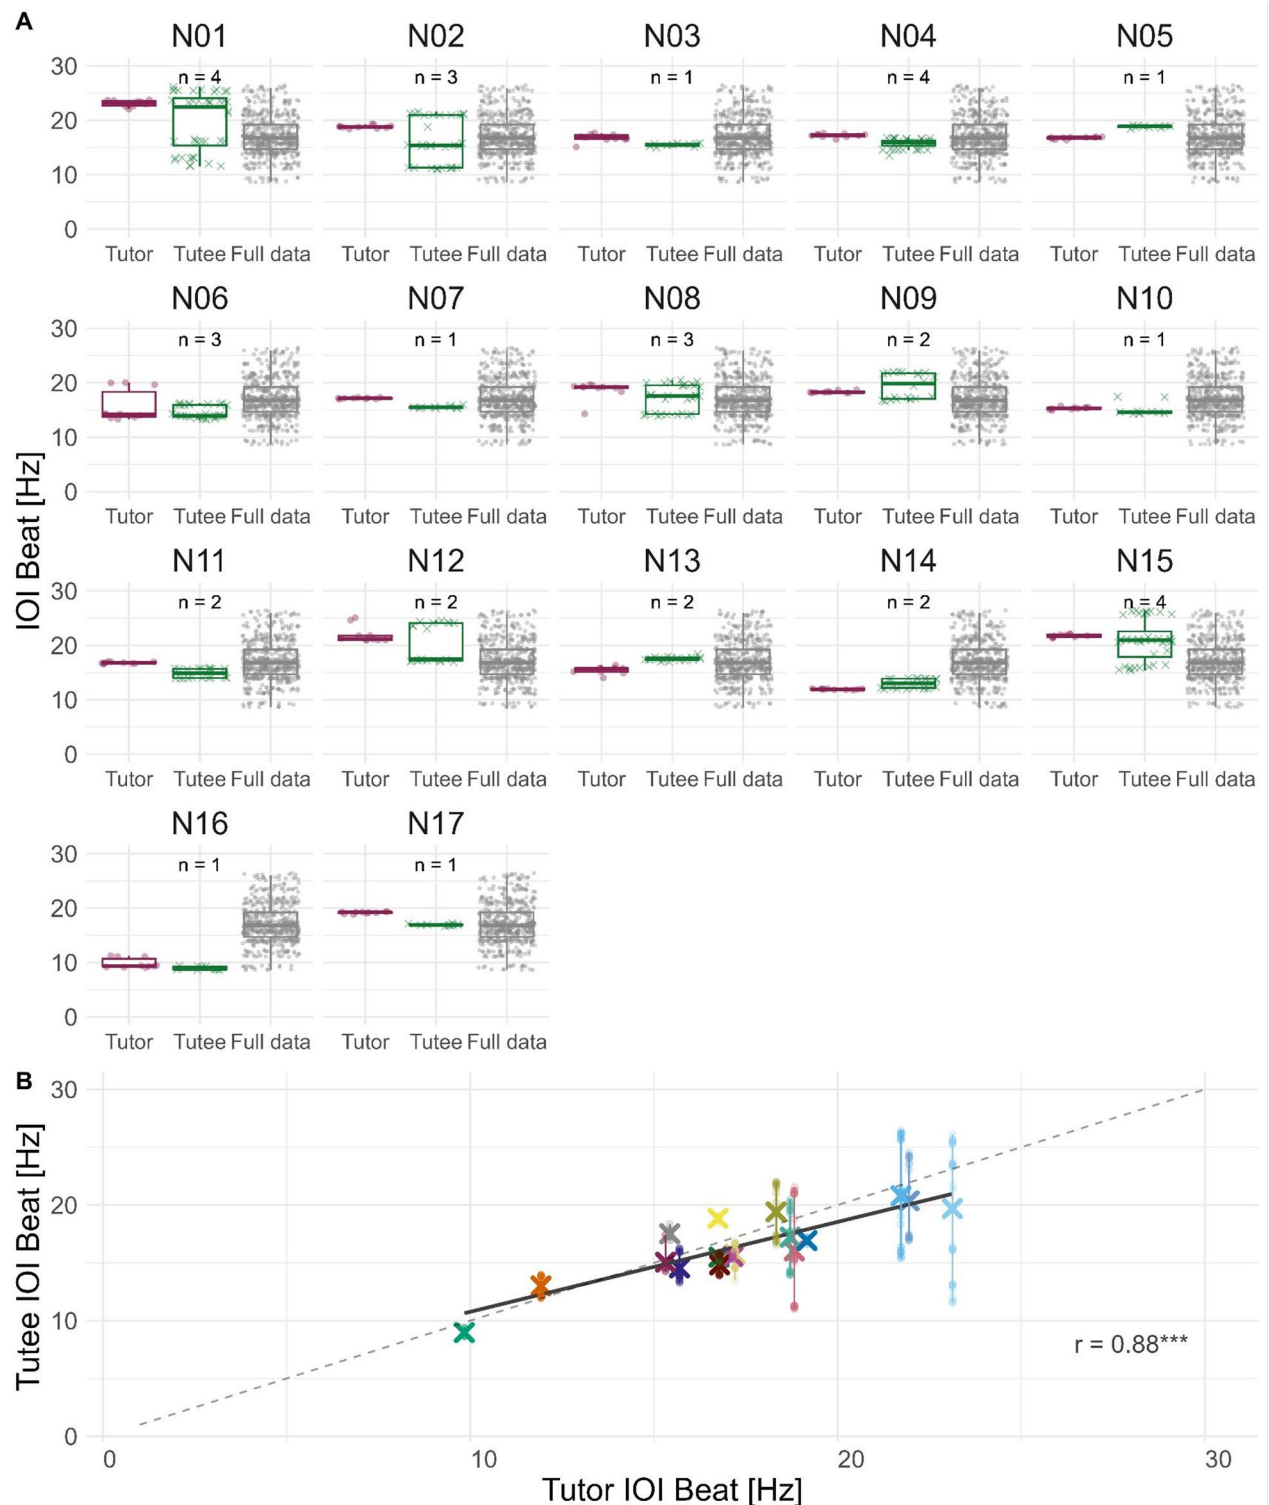 A
N01 N02 N03 N04 N05
30 n = 4 n = 3 n = 1 n = 4 n = 1
20
10
0
Tutor Tutee Full data Tutor Tutee Full data Tutor Tutee Full data Tutor Tutee Full data Tutor Tutee Full data
N06 N07 N08 N09 N10
30 n = 3 n = 1 n = 3 n = 2 n = 1
20
10
0
Tutor Tutee Full data Tutor Tutee Full data Tutor Tutee Full data Tutor Tutee Full data Tutor Tutee Full data
IOI Beat [Hz]
N11 N12 N13 N14 N15
30 n = 2 n = 2 n = 2 n = 2 n = 4
20
10
0
Tutor Tutee Full data Tutor Tutee Full data Tutor Tutee Full data Tutor Tutee Full data Tutor Tutee Full data
N16 N17
30 n = 1 n = 1
20
10
0
Tutor Tutee Full data Tutor Tutee Full data
B
30
20
10
0
Tutee IOI Beat [Hz]
r = 0.88***
0 10 20 30
Tutor IOI Beat [Hz]